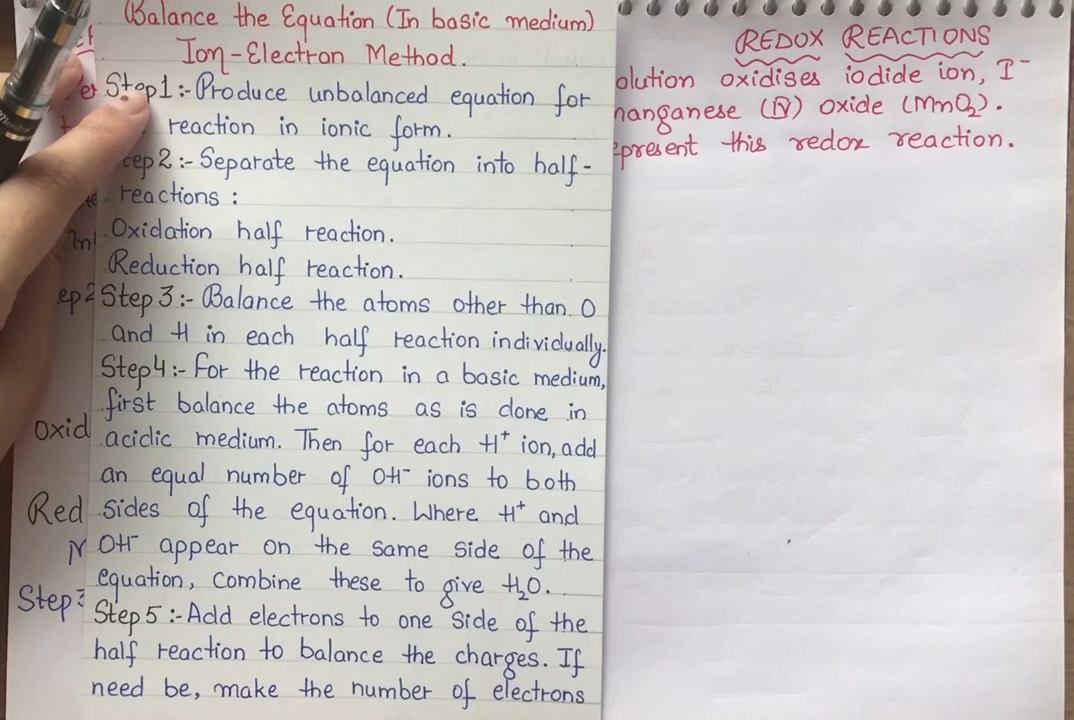 Balance the Equation (In basic medium)
Ion-Electron Method.
Step1:- Produce unbalanced equation for
reaction in ionic form.
tep2:- Separate the equation into half-
reactions :
Oxidation half reaction.
Reduction half reaction.
Step 3:- Balance the atoms other than O
and H in each half reaction individually.
Step4:- For the reaction in a basic medium,
first balance the atoms as is done in
acidic medium. Then for each H⁺ ion, add
an equal number of OH⁻ ions to both
sides of the equation. Where H⁺ and
OH⁻ appear on the same side of the
equation, combine these to give H₂O.
Step 5:- Add electrons to one side of the
half reaction to balance the charges. If
need be, make the number of electrons
REDOX REACTIONS
olution oxidises iodide ion, I⁻
manganese (IV) oxide (MnO₂).
epresent this redox reaction.
ep2
Oxid
Red
Step3